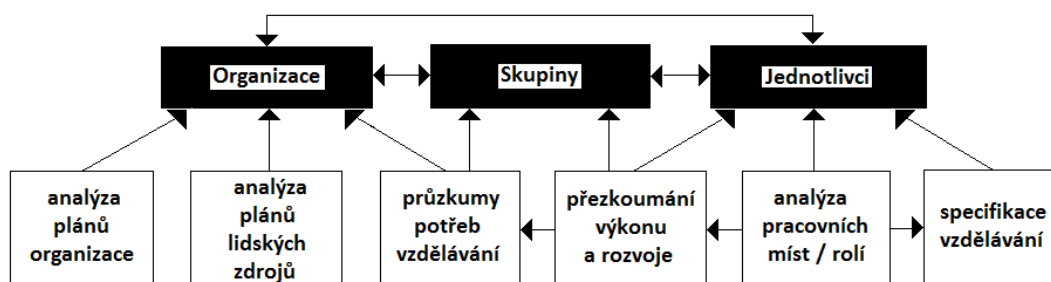 Organizace
Skupiny
Jednotlivci
analýza
plánů
organizace
analýza
plánů
lidských
zdrojů
průzkumy
potřeb
vzdělávání
přezkoumání
výkonu
a rozvoje
analýza
pracovních
míst / rolí
specifikace
vzdělávání